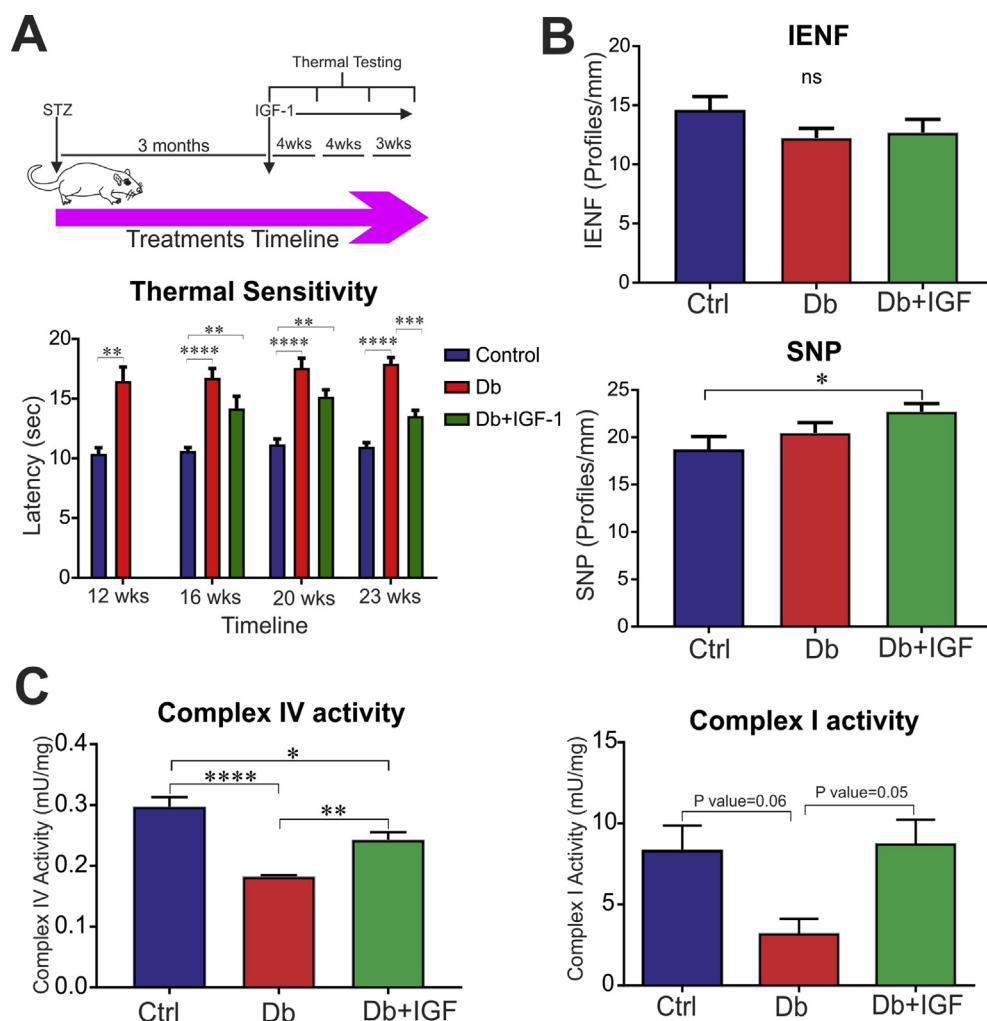 A
Thermal Testing
STZ
IGF-1
3 months
4wks
4wks
3wks
Treatments Timeline
Thermal Sensitivity
Latency (sec)
20
15
10
5
0
**
**
****
**
****
****
***
Control
Db
Db+IGF-1
12 wks
16 wks
20 wks
23 wks
Timeline
B
IENF
IENF (Profiles/mm)
20
15
10
5
0
ns
Ctrl
Db
Db+IGF
SNP
SNP (Profiles/mm)
25
20
15
10
5
0
*
Ctrl
Db
Db+IGF
C
Complex IV activity
Complex IV Activity (mU/mg)
0.4
0.3
0.2
0.1
0.0
*
****
**
Ctrl
Db
Db+IGF
Complex I activity
Complex I Activity (mU/mg)
15
10
5
0
P value=0.06
P value=0.05
Ctrl
Db
Db+IGF